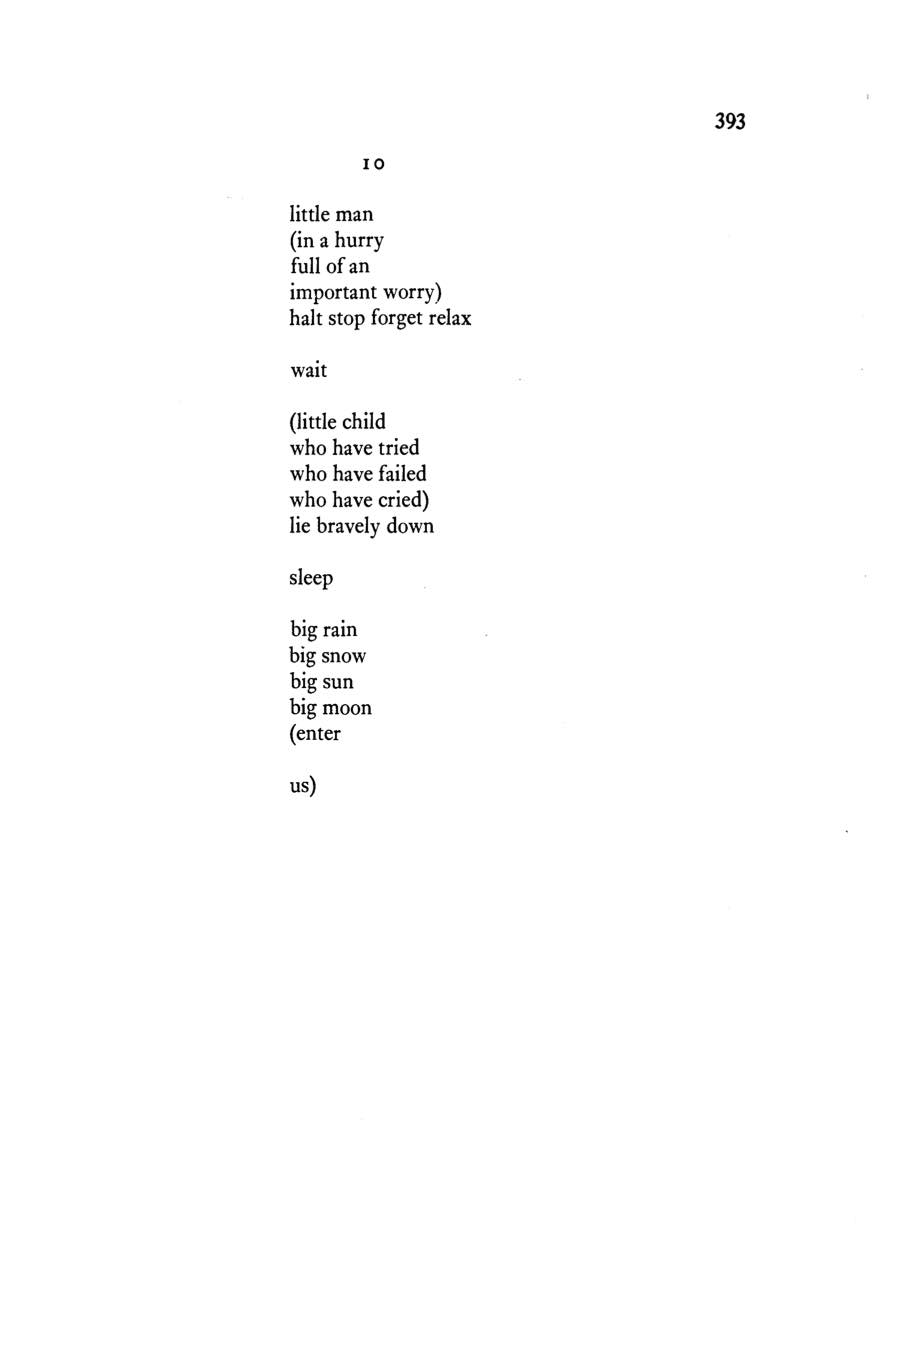 393
10
little man
(in a hurry
full of an
important worry)
halt stop forget relax
wait
(little child
who have tried
who have failed
who have cried)
lie bravely down
sleep
big rain
big snow
big sun
big moon
(enter
us)